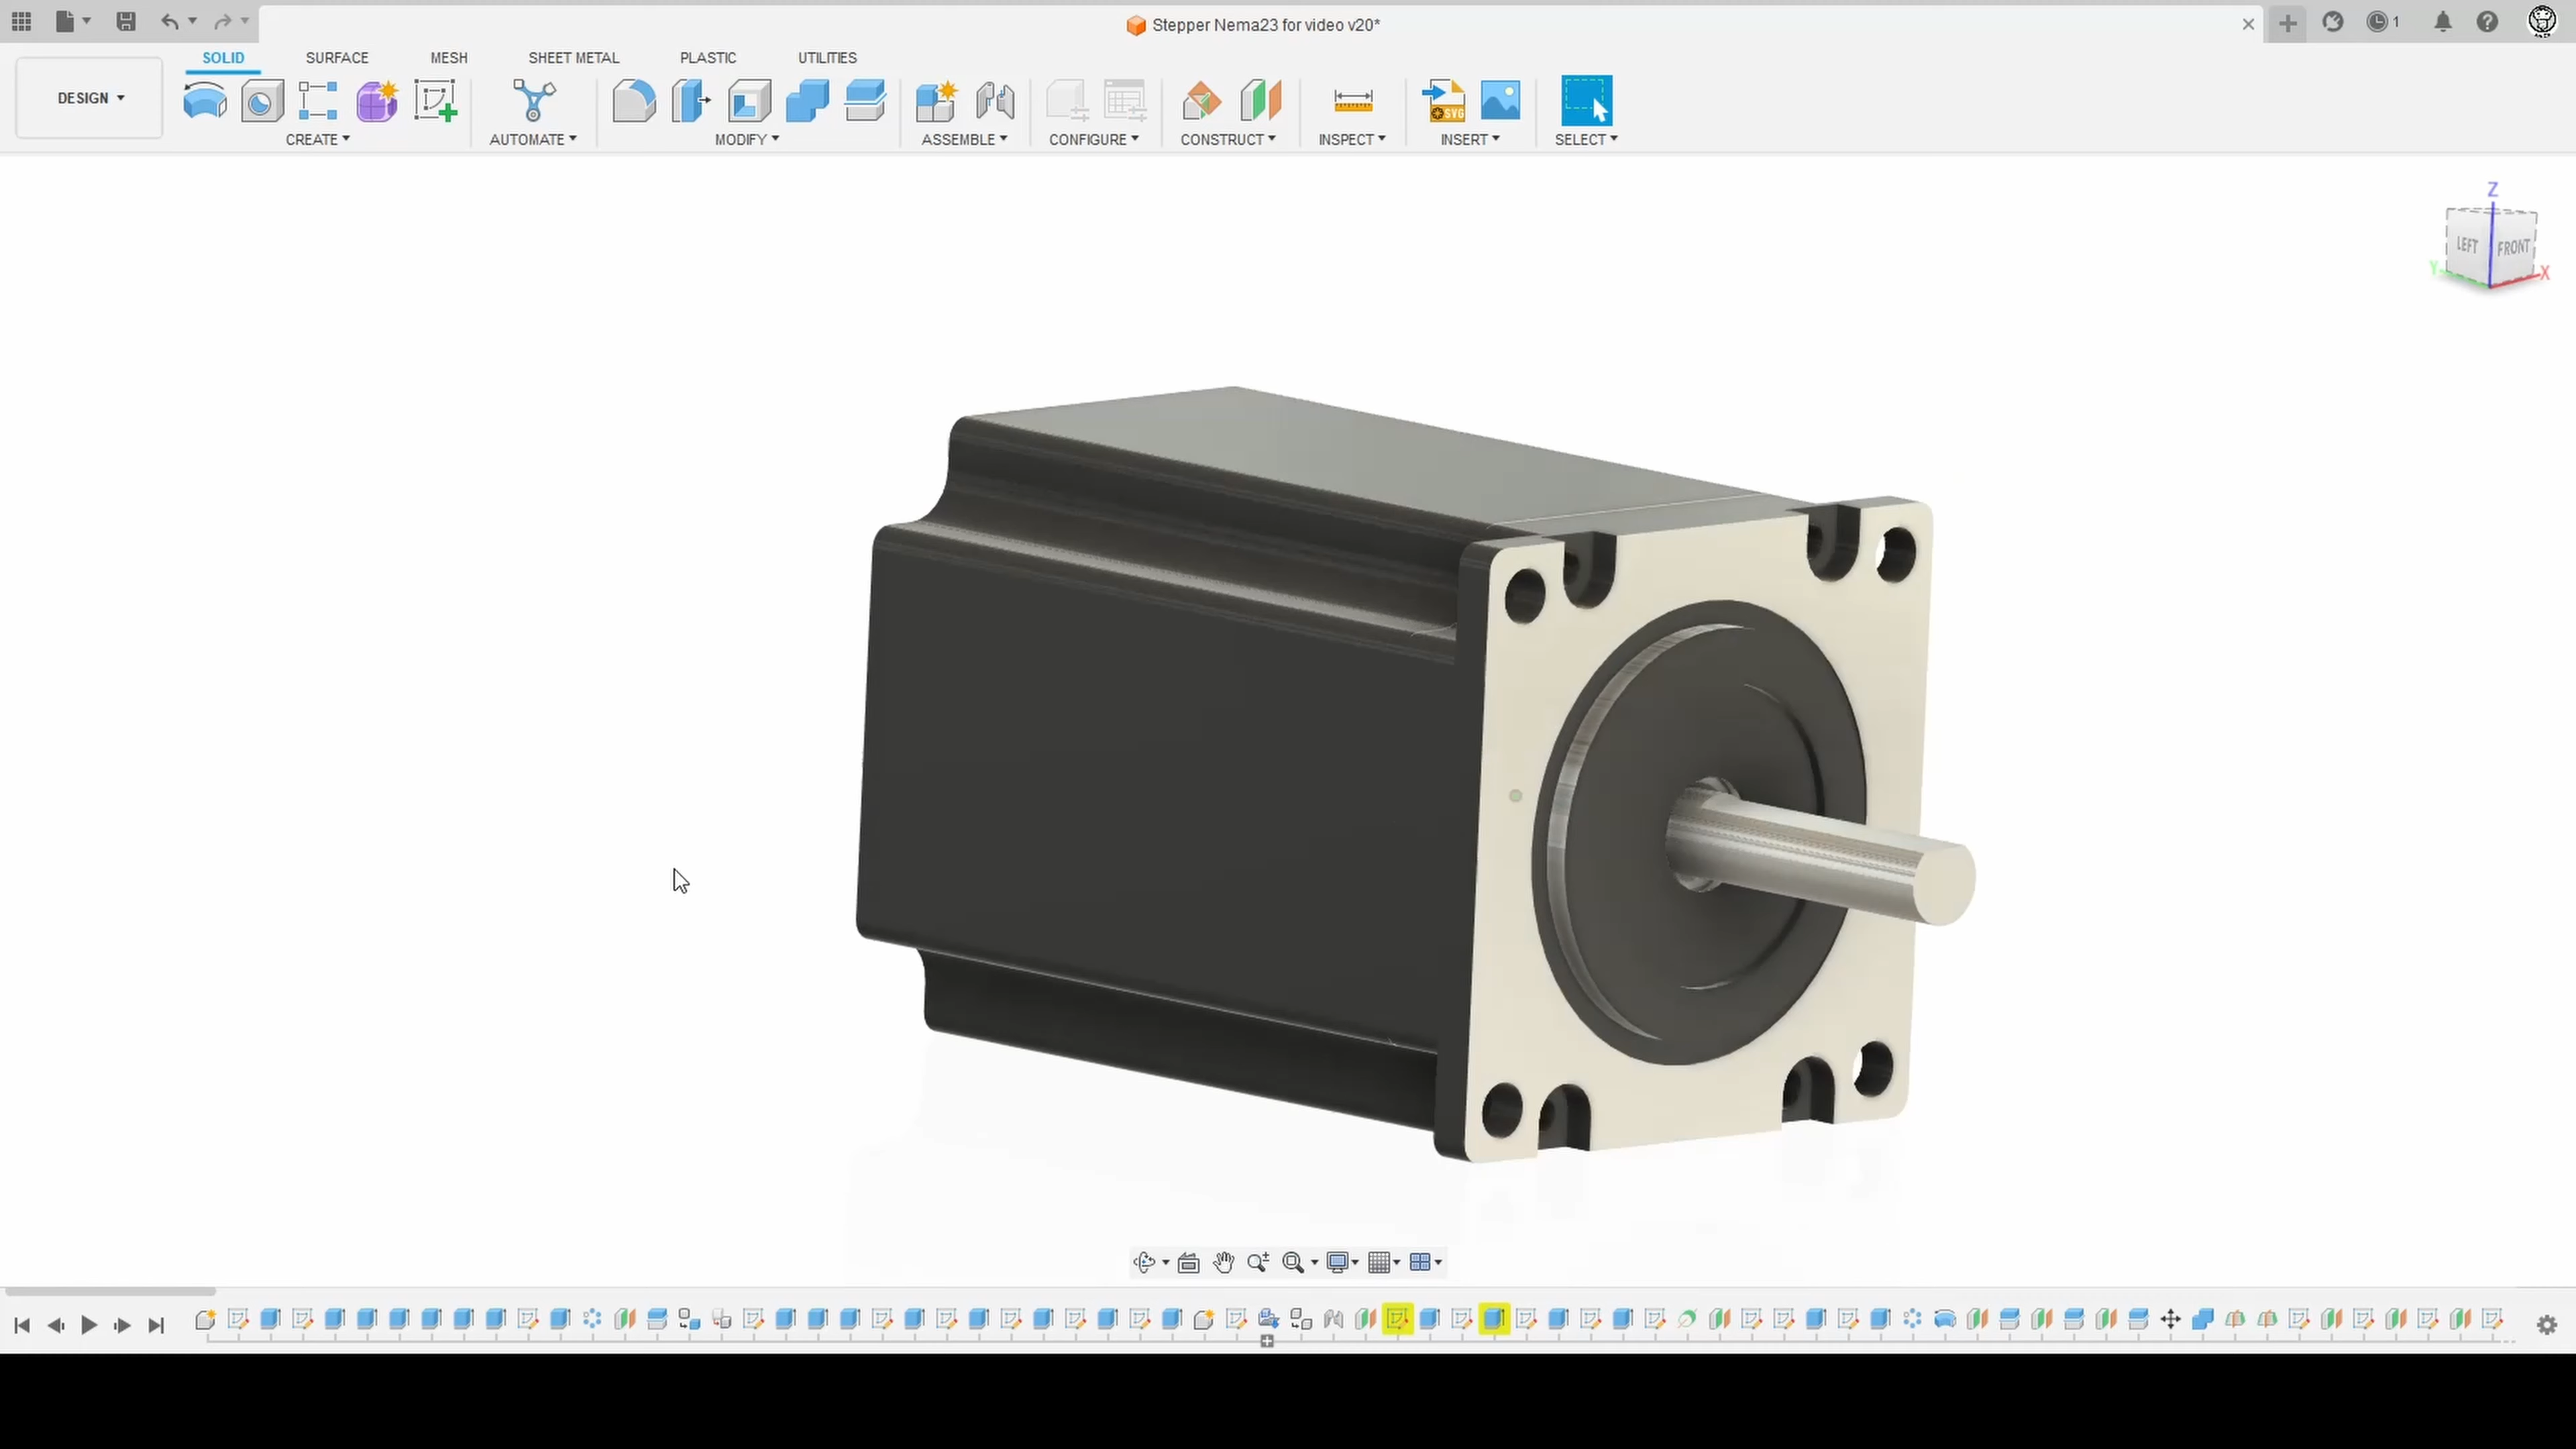 Stepper Nema23 for video v20*
1
DESIGN
SOLID SURFACE MESH SHEET METAL PLASTIC UTILITIES
SVG
CREATE AUTOMATE MODIFY ASSEMBLE CONFIGURE CONSTRUCT INSPECT INSERT SELECT
Z
LEFT FRONT
Y X